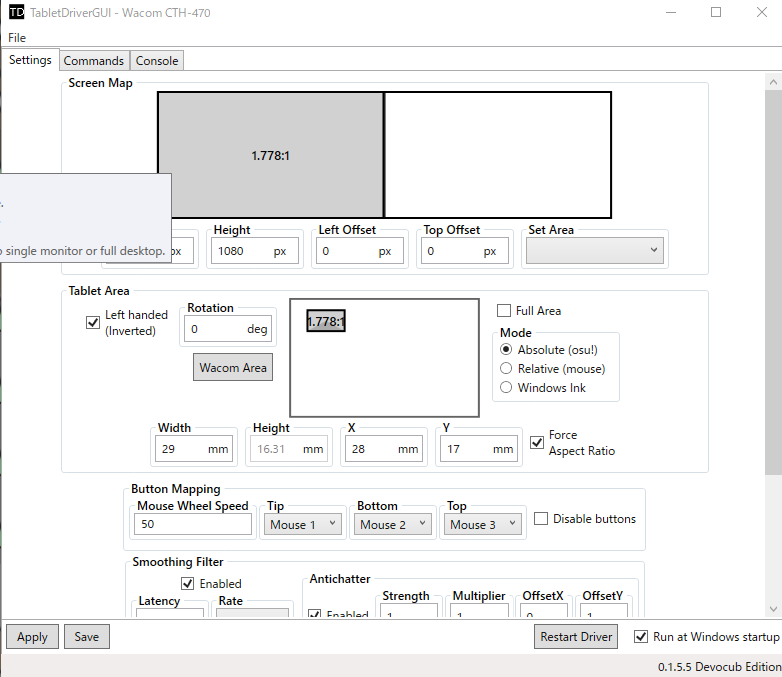 TD TabletDriverGUI - Wacom CTH-470
File
Settings Commands Console
Screen Map
1.778:1
single monitor or full desktop.
px
Height
1080 px
Left Offset
0 px
Top Offset
0 px
Set Area
Tablet Area
Left handed
(Inverted)
Rotation
0 deg
Wacom Area
1.778:1
Full Area
Mode
Absolute (osu!)
Relative (mouse)
Windows Ink
Width
29 mm
Height
16.31 mm
X
28 mm
Y
17 mm
Force
Aspect Ratio
Button Mapping
Mouse Wheel Speed
50
Tip
Mouse 1
Bottom
Mouse 2
Top
Mouse 3
Disable buttons
Smoothing Filter
Enabled
Latency
Rate
Antichatter
Enabled
Strength
Multiplier
OffsetX
OffsetY
Apply Save Restart Driver Run at Windows startup
0.1.5.5 Devocub Edition